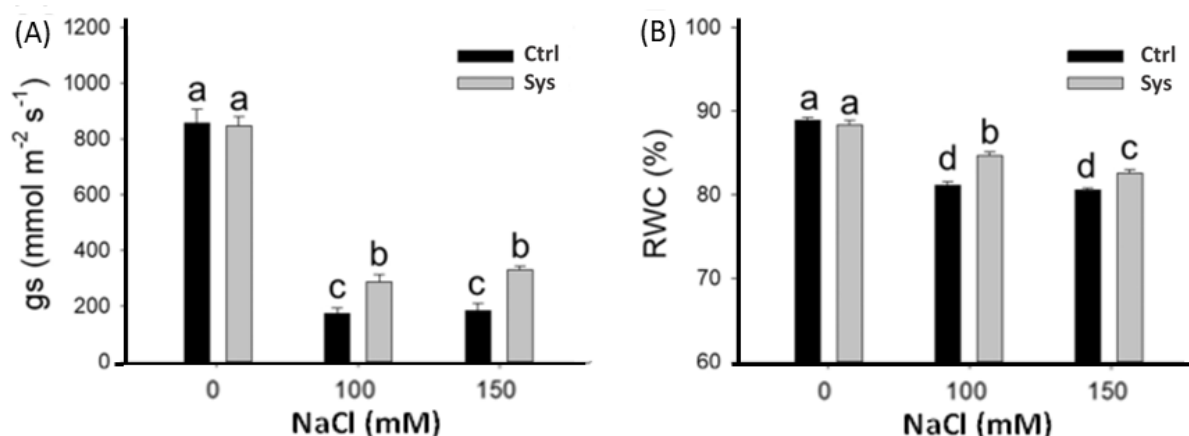 (A)
1200
1000
800
600
400
200
0
gs (mmol m⁻² s⁻¹)
Ctrl
Sys
a a
c b
c b
0 100 150
NaCl (mM)
(B)
100
90
80
70
60
RWC (%)
Ctrl
Sys
a a
d b
d c
0 100 150
NaCl (mM)